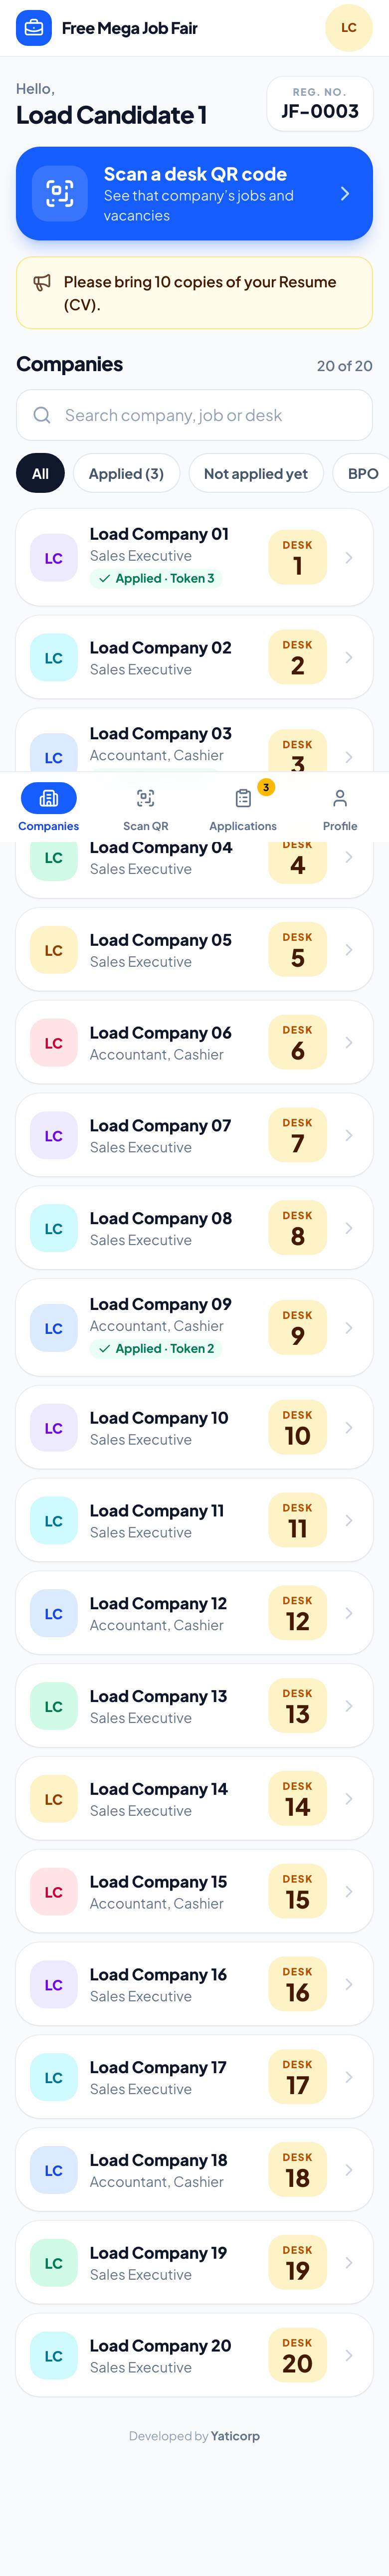 Free Mega Job Fair
LC
Hello,
Load Candidate 1
REG. NO.
JF-0003
Scan a desk QR code
See that company's jobs and
vacancies
Please bring 10 copies of your Resume
(CV).
Companies
20 of 20
Search company, job or desk
All
Applied (3)
Not applied yet
BPO
LC
Load Company 01
Sales Executive
Applied · Token 3
DESK
1
LC
Load Company 02
Sales Executive
DESK
2
LC
Load Company 03
Accountant, Cashier
DESK
3
Companies
Scan QR
3
Applications
Profile
LC
Load Company 04
Sales Executive
DESK
4
LC
Load Company 05
Sales Executive
DESK
5
LC
Load Company 06
Accountant, Cashier
DESK
6
LC
Load Company 07
Sales Executive
DESK
7
LC
Load Company 08
Sales Executive
DESK
8
LC
Load Company 09
Accountant, Cashier
Applied · Token 2
DESK
9
LC
Load Company 10
Sales Executive
DESK
10
LC
Load Company 11
Sales Executive
DESK
11
LC
Load Company 12
Accountant, Cashier
DESK
12
LC
Load Company 13
Sales Executive
DESK
13
LC
Load Company 14
Sales Executive
DESK
14
LC
Load Company 15
Accountant, Cashier
DESK
15
LC
Load Company 16
Sales Executive
DESK
16
LC
Load Company 17
Sales Executive
DESK
17
LC
Load Company 18
Accountant, Cashier
DESK
18
LC
Load Company 19
Sales Executive
DESK
19
LC
Load Company 20
Sales Executive
DESK
20
Developed by Yaticorp